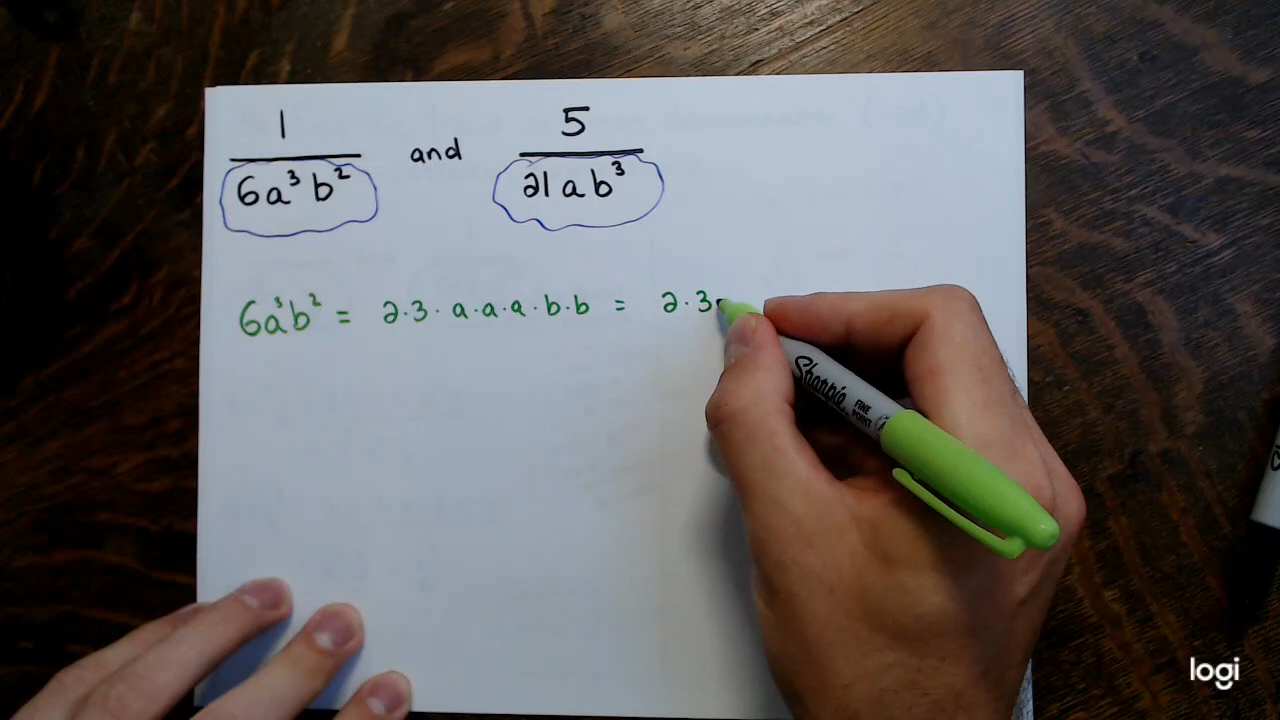 1 and 5
6a³b² 21ab³
6a³b² = 2·3·a·a·a·b·b = 2·3
Sharpie
FINE POINT
logi